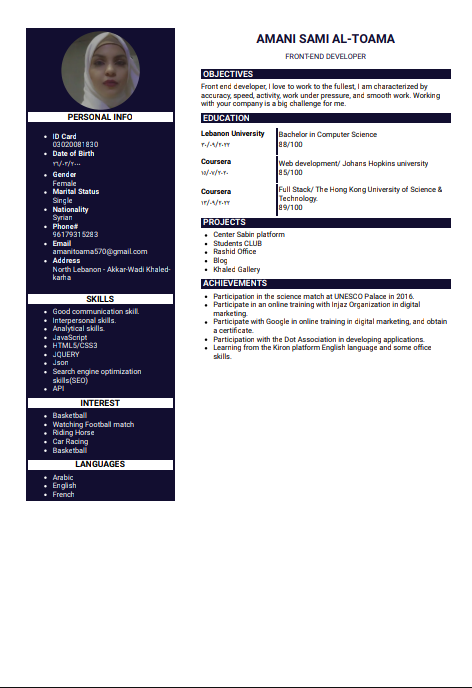 PERSONAL INFO
ID Card
03020081830
Date of Birth
Gender
Female
Marital Status
Single
Nationality
Syrian
Phone#
96179315283
Email
amanitoama570@gmail.com
Address
North Lebanon - Akkar-Wadi Khaled-
karha
SKILLS
Good communication skill.
Interpersonal skills.
Analytical skills.
JavaScript
HTML5/CSS3
JQUERY
Json
Search engine optimization
skills(SEO)
API
INTEREST
Basketball
Watching Football match
Riding Horse
Car Racing
Basketball
LANGUAGES
Arabic
English
French
AMANI SAMI AL-TOAMA
FRONT-END DEVELOPER
OBJECTIVES
Front end developer, I love to work to the fullest, I am characterized by
accuracy, speed, activity, work under pressure, and smooth work. Working
with your company is a big challenge for me.
EDUCATION
Lebanon University
٣٠/٠٩/٢٠٢٢
Bachelor in Computer Science
88/100
Coursera
١٥/٠٧/٢٠٢٠
Web development/ Johans Hopkins university
85/100
Coursera
١٣/٠٩/٢٠٢٢
Full Stack/ The Hong Kong University of Science &
Technology.
89/100
PROJECTS
Center Sabin platform
Students CLUB
Rashid Office
Blog
Khaled Gallery
ACHIEVEMENTS
Participation in the science match at UNESCO Palace in 2016.
Participate in an online training with Injaz Organization in digital
marketing.
Participate with Google in online training in digital marketing, and obtain
a certificate.
Participation with the Dot Association in developing applications.
Learning from the Kiron platform English language and some office
skills.